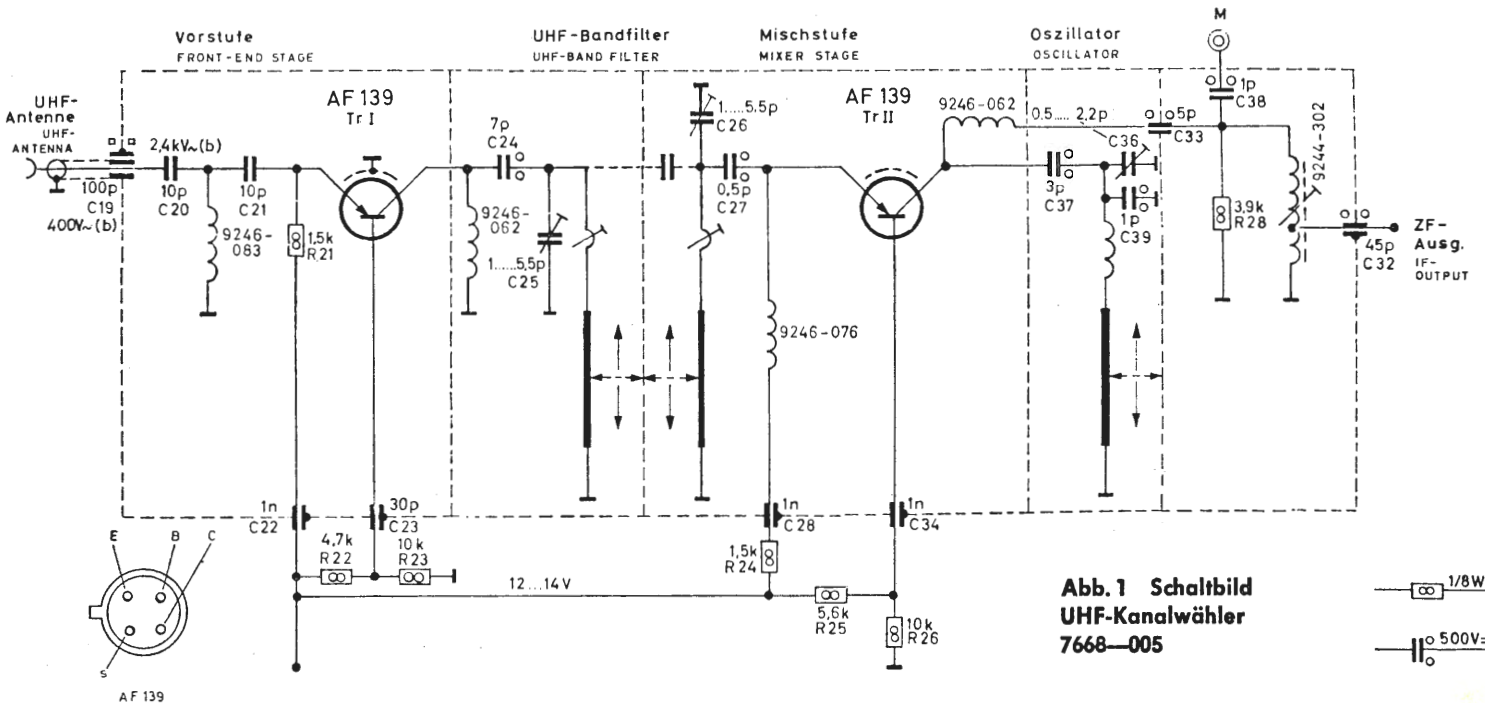 Vorstufe
FRONT-END STAGE
UHF-Bandfilter
UHF-BAND FILTER
Mischstufe
MIXER STAGE
Oszillator
OSCILLATOR
M
UHF-
Antenne
UHF-
ANTENNA
100p
C19
400V~(b)
2,4kV~(b)
10p
C20
10p
C21
9246-
083
1,5k
R21
AF 139
Tr I
7p
C24
9246-
062
1.....5,5p
C25
1.....5,5p
C26
0,5p
C27
9246-076
AF 139
Tr II
9246-062
0,5..... 2,2p
C36
3p
C37
1p
C39
5p
C33
1p
C38
3,9k
R28
9244-302
45p
C32
ZF-
Ausg.
IF-
OUTPUT
1n
C22
30p
C23
1n
C28
1n
C34
4,7k
R22
10k
R23
1,5k
R24
12...14V
5,6k
R25
10k
R26
E B C
s
AF 139
Abb. 1 Schaltbild
UHF-Kanalwähler
7668—005
1/8W
500V=